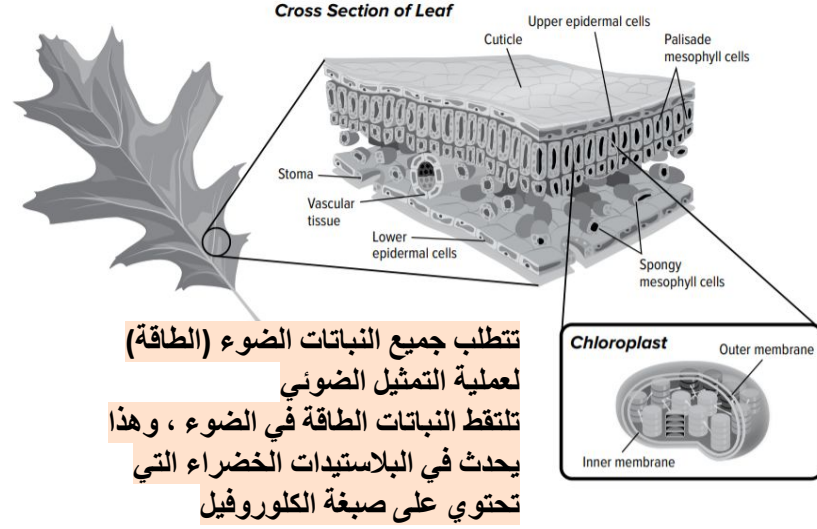 Cross Section of Leaf
Upper epidermal cells
Cuticle
Palisade
mesophyll cells
Stoma
Vascular
tissue
Lower
epidermal cells
Spongy
mesophyll cells
تتطلب جميع النباتات الضوء (الطاقة)
لعملية التمثيل الضوئي
تلتقط النباتات الطاقة في الضوء ، وهذا
يحدث في البلاستيدات الخضراء التي
تحتوي على صبغة الكلوروفيل
Chloroplast
Outer membrane
Inner membrane